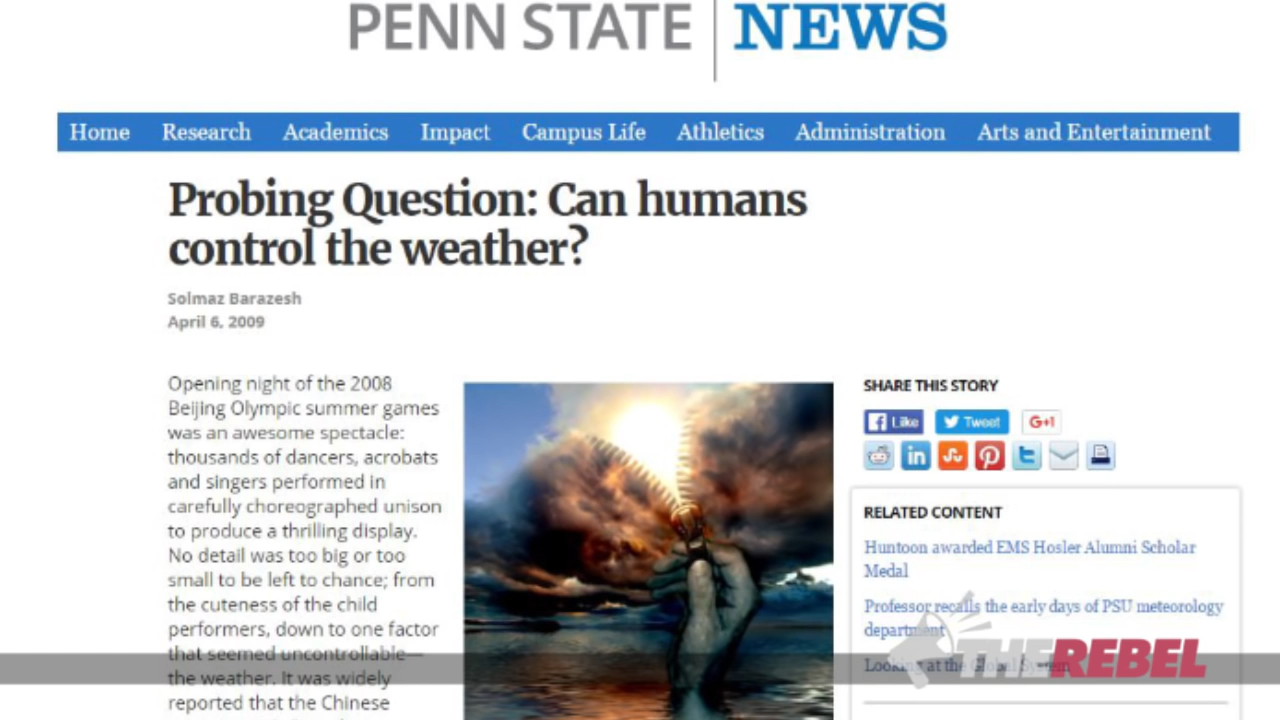 PENN STATE NEWS
Home Research Academics Impact Campus Life Athletics Administration Arts and Entertainment
Probing Question: Can humans
control the weather?
Solmaz Barazesh
April 6, 2009
Opening night of the 2008
Beijing Olympic summer games
was an awesome spectacle:
thousands of dancers, acrobats
and singers performed in
carefully choreographed unison
to produce a thrilling display.
No detail was too big or too
small to be left to chance; from
the cuteness of the child
performers, down to one factor
that seemed uncontrollable—
the weather. It was widely
reported that the Chinese
SHARE THIS STORY
Like Tweet G+1
RELATED CONTENT
Huntoon awarded EMS Hosler Alumni Scholar
Medal
Professor recalls the early days of PSU meteorology
department
Looking at the Global System
THE REBEL